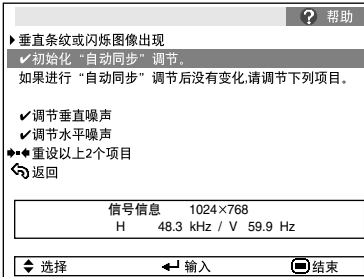 ? 帮助
垂直条纹或闪烁图像出现
✔初始化“自动同步”调节。
如果进行“自动同步”调节后没有变化,请调节下列项目。
✔调节垂直噪声
✔调节水平噪声
重设以上2个项目
返回
信号信息 1024×768
H 48.3 kHz / V 59.9 Hz
选择 输入 结束